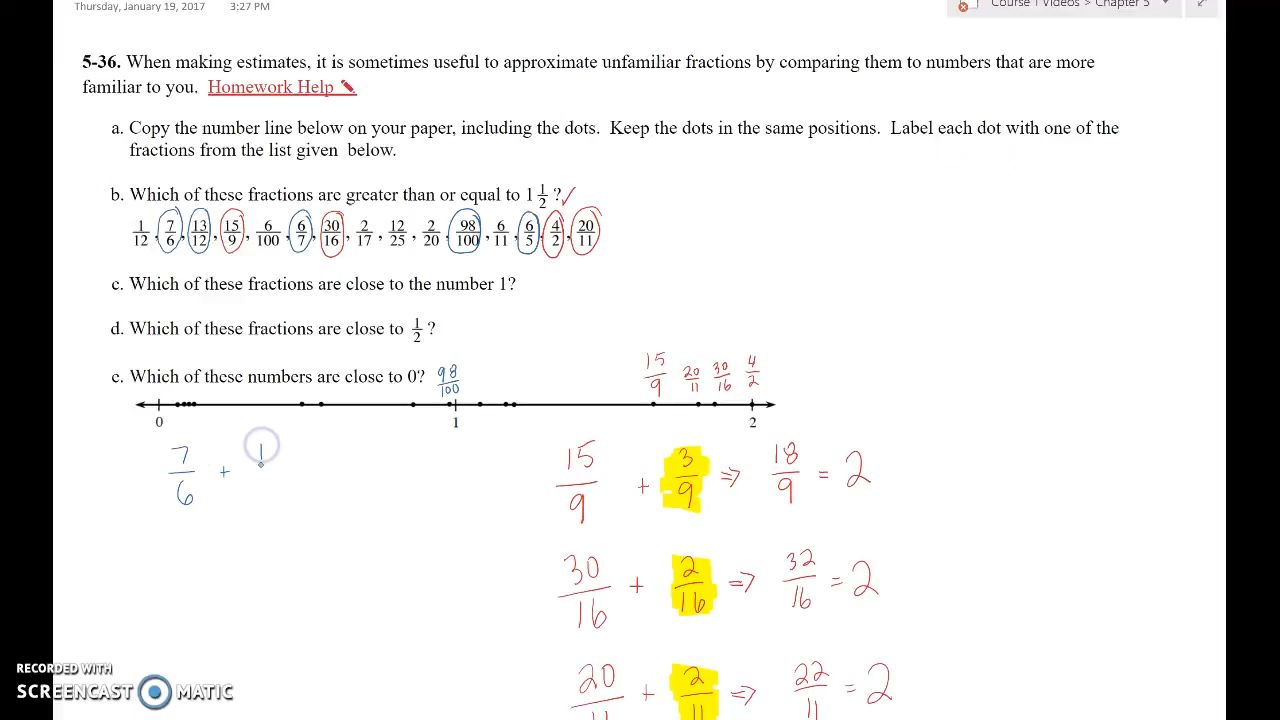 Thursday, January 19, 2017 3:27 PM
Course 1 Videos > Chapter 5
5-36. When making estimates, it is sometimes useful to approximate unfamiliar fractions by comparing them to numbers that are more
familiar to you. Homework Help
a. Copy the number line below on your paper, including the dots. Keep the dots in the same positions. Label each dot with one of the
fractions from the list given below.
b. Which of these fractions are greater than or equal to 1 1/2 ? ✓
1/12, 7/6, 13/12, 15/9, 6/100, 6/7, 30/16, 2/17, 12/25, 2/20, 98/100, 6/11, 6/5, 4/2, 20/11
c. Which of these fractions are close to the number 1?
d. Which of these fractions are close to 1/2 ?
e. Which of these numbers are close to 0?
98/100 15/9 20/11 30/16 4/2
0 1 2
7/6 + 1
15/9 + 3/9 => 18/9 = 2
30/16 + 2/16 => 32/16 = 2
20/11 + 2/11 => 22/11 = 2
RECORDED WITH
SCREENCAST MATIC